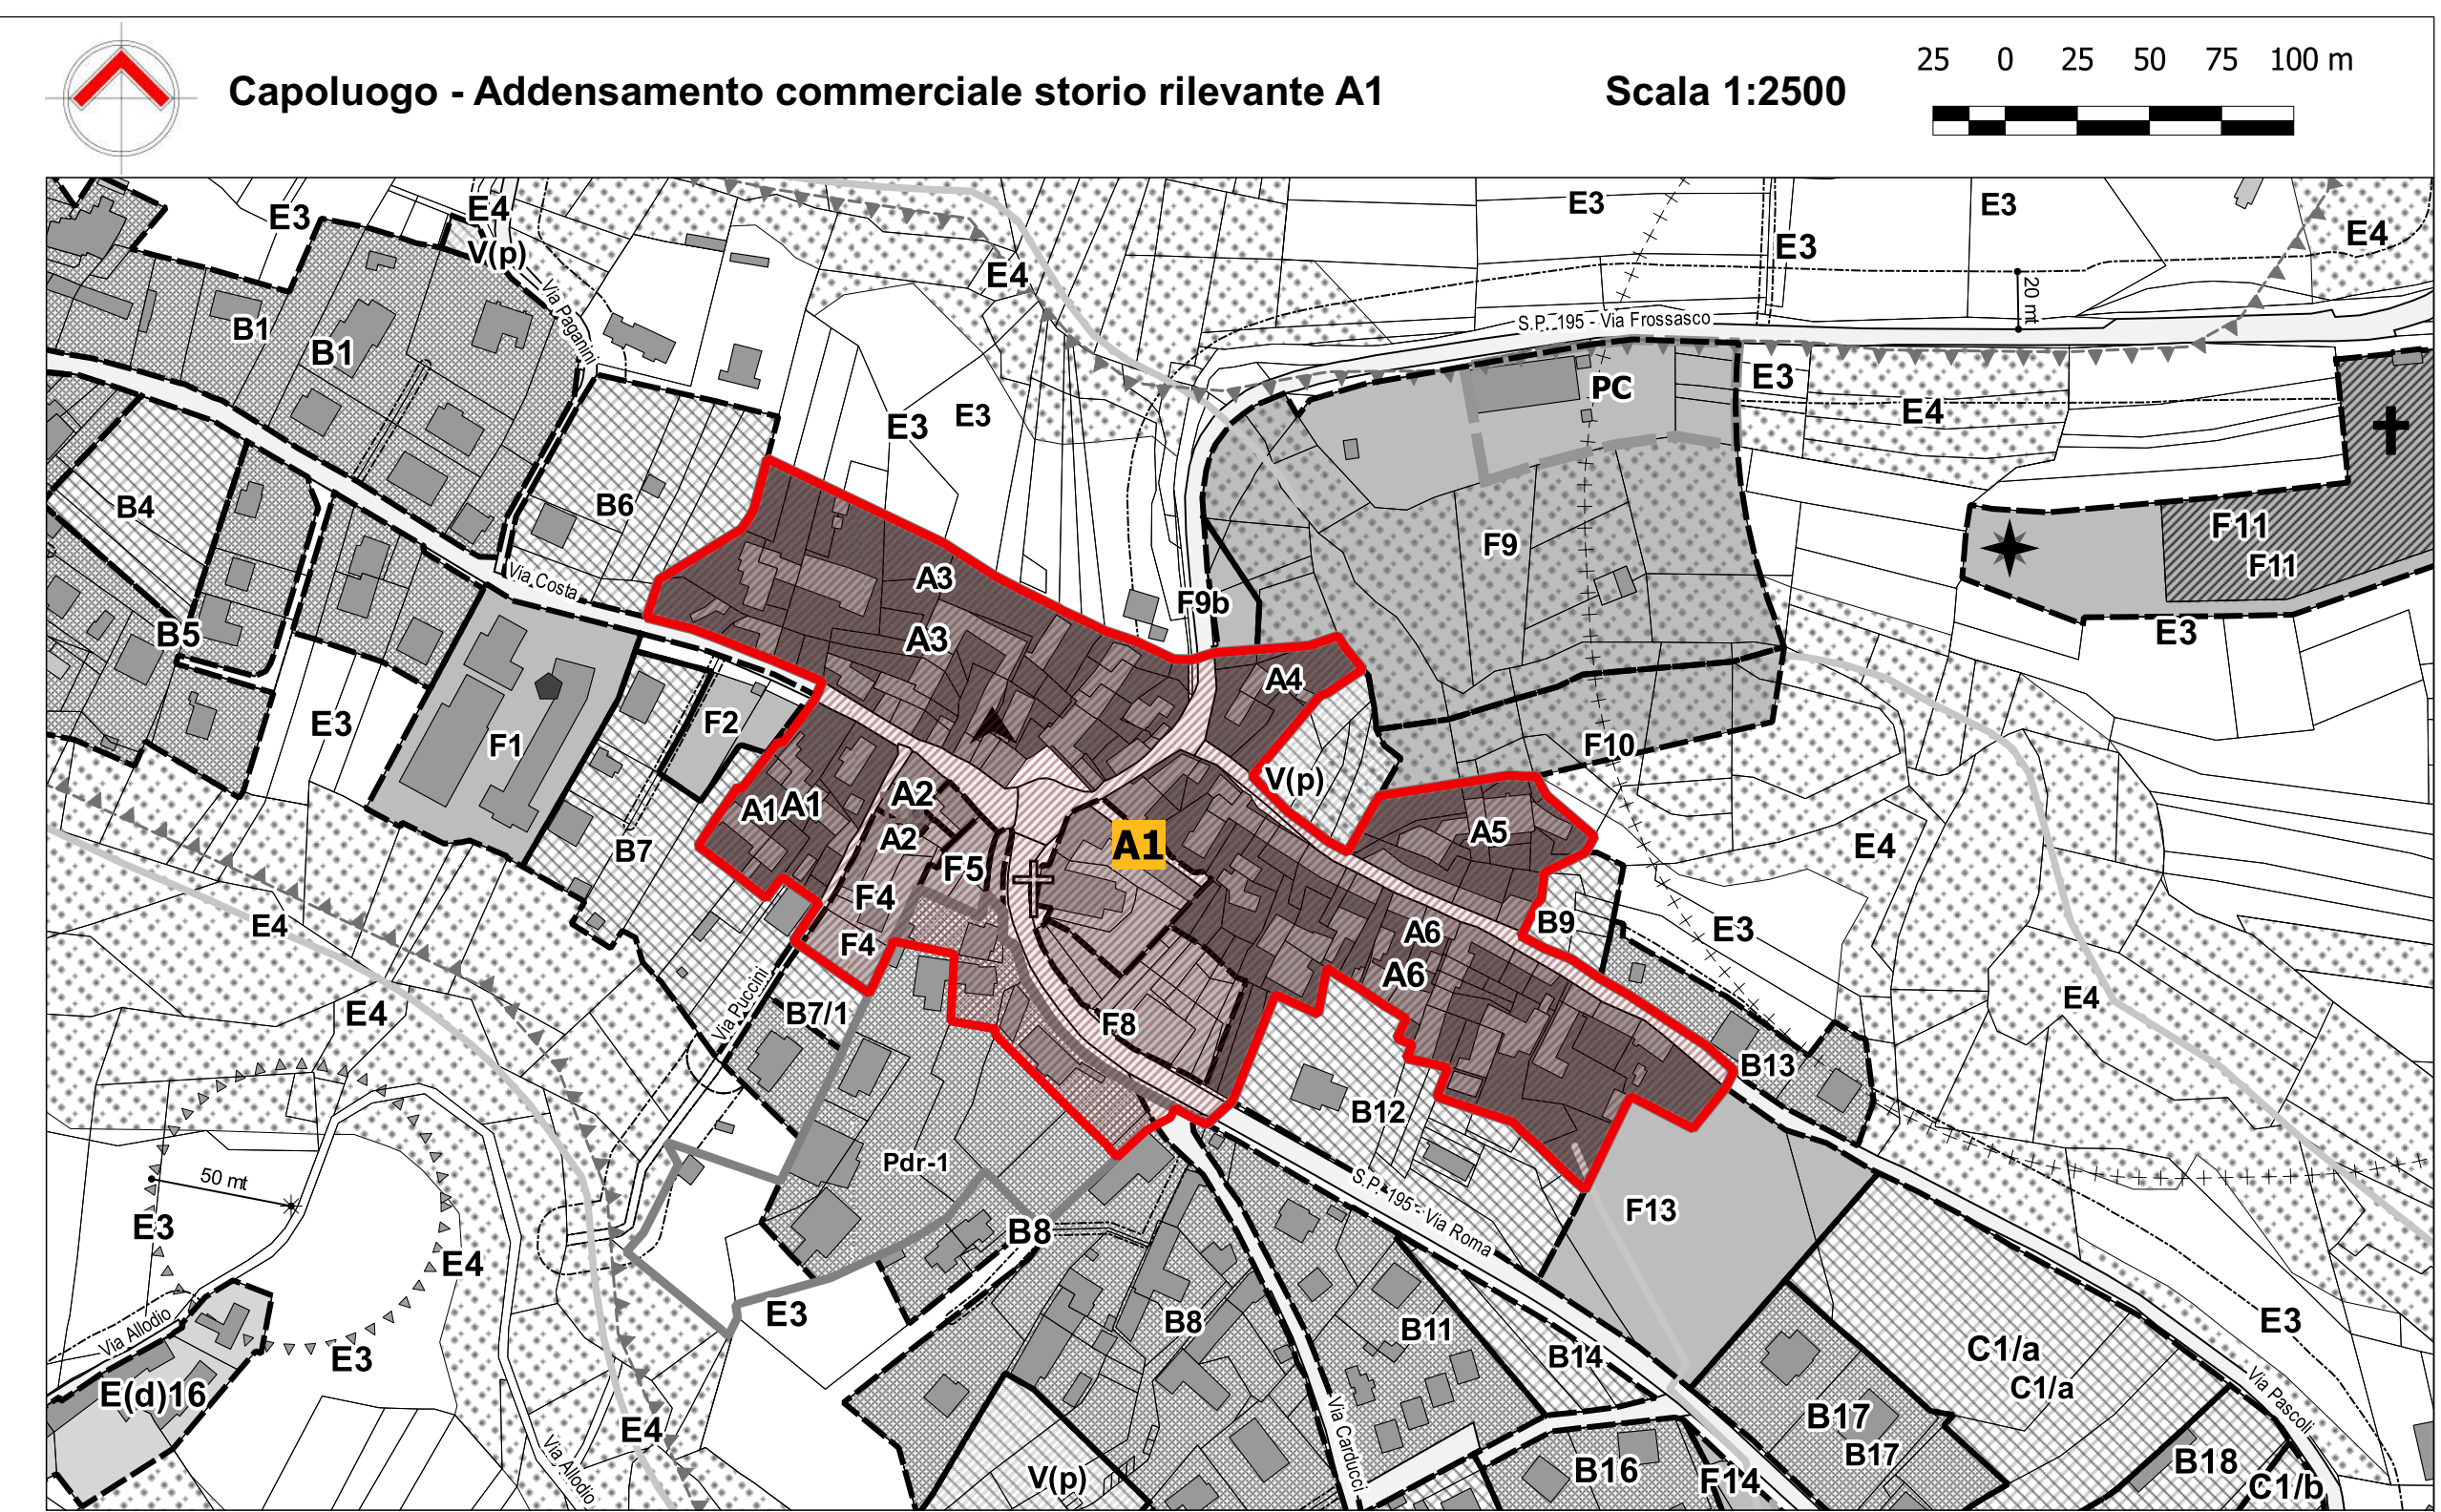 Capoluogo - Addensamento commerciale storio rilevante A1
Scala 1:2500
25 0 25 50 75 100 m
E3
E4
V(p)
E4
E3
E3
E3
E4
20 mt
Via Paganini
B1
B1
S.P. 195 - Via Frossasco
PC
E3
E4
E3
E3
B4
B6
F9
F11
F11
Via Costa
A3
A3
F9b
B5
E3
E3
F1
F2
A4
F10
V(p)
A1
A1
A2
A2
A1
A5
E4
B7
F5
F4
F4
E4
A6
A6
B9
E3
E4
E4
Via Puccini
B7/1
F8
B13
B12
50 mt
Pdr-1
E3
E4
B8
S.P. 195 - Via Roma
F13
E3
B8
B11
B14
E3
Via Allodio
E3
E(d)16
C1/a
C1/a
Via Pascoli
E4
Via Allodio
V(p)
Via Carducci
B16
F14
B17
B17
B18
C1/b